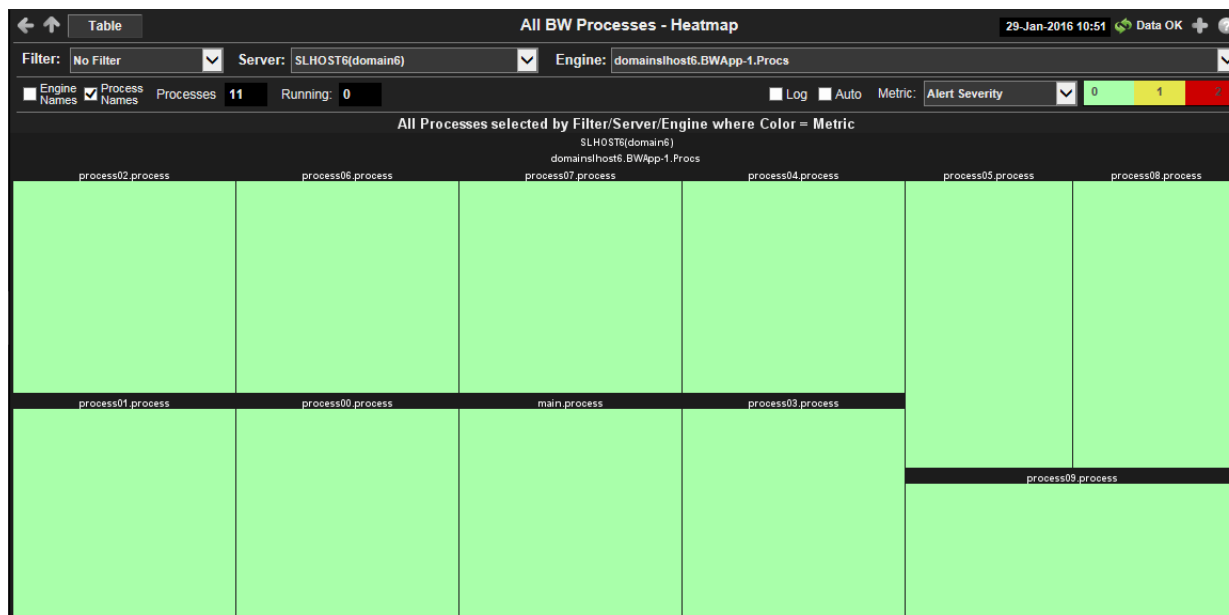 Table All BW Processes - Heatmap 29-Jan-2016 10:51 Data OK
Filter: No Filter Server: SLHOST6(domain6) Engine: domainslhost6.BWApp-1.Procs
Engine Names Process Names Processes 11 Running: 0 Log Auto Metric: Alert Severity 0 1 2
All Processes selected by Filter/Server/Engine where Color = Metric
SLHOST6(domain6)
domainslhost6.BWApp-1.Procs
process02.process process06.process process07.process process04.process process05.process process08.process
process01.process process00.process main.process process03.process
process09.process